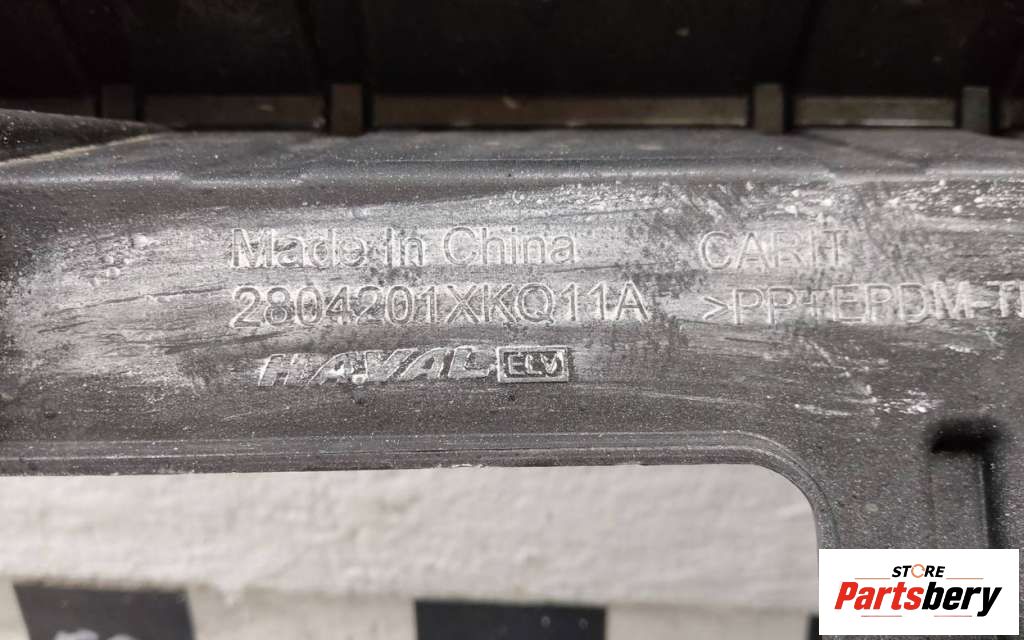 Made In China
2804201XKQ11A
HAVAL ELV
CARIT
>PP+EPDM-T
STORE
Partsbery